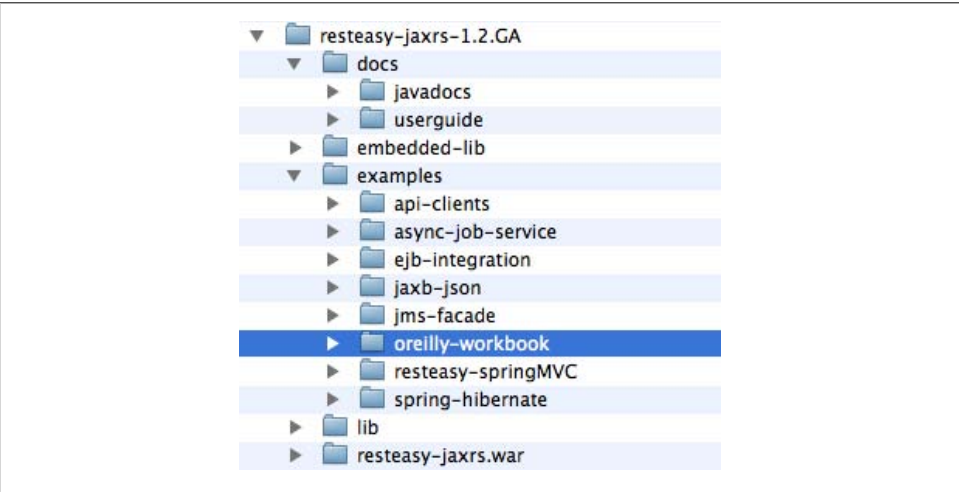 resteasy-jaxrs-1.2.GA
docs
javadocs
userguide
embedded-lib
examples
api-clients
async-job-service
ejb-integration
jaxb-json
jms-facade
oreilly-workbook
resteasy-springMVC
spring-hibernate
lib
resteasy-jaxrs.war